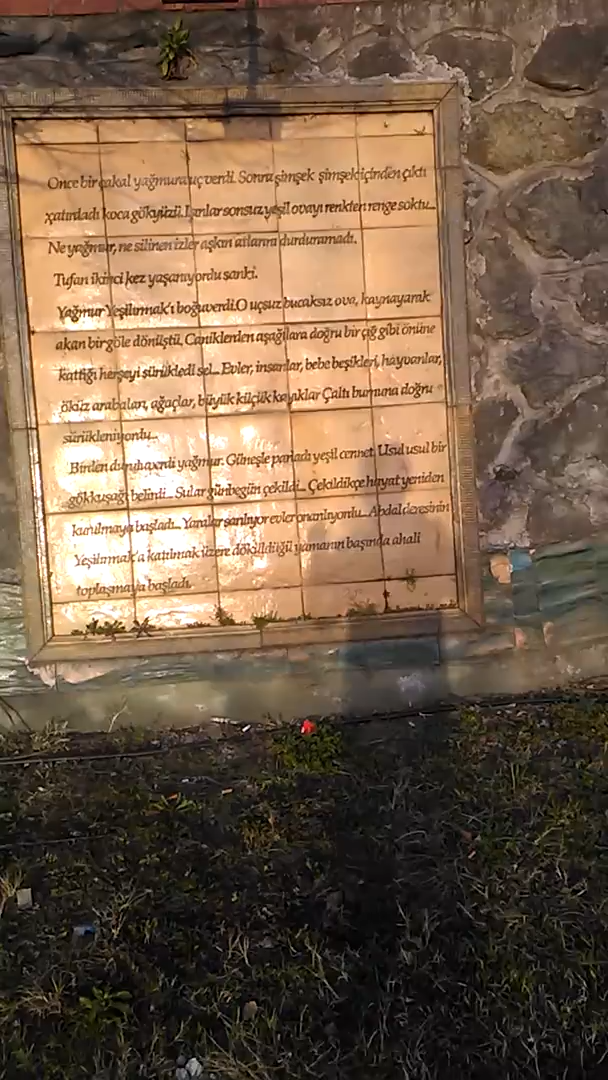 Önce bir çakal yağmuru uç verdi. Sonra şimşek şimşek içinden çıktı
çatırdadı koca gökyüzü. Işınlar sonsuz yeşil ovayı renkten renge soktu...
Ne yağmur, ne silinen izler aşkın atlarını durduramadı.
Tufan ikinci kez yaşanıyordu sanki.
Yağmur Yeşilırmak'ı boğuverdi. O uçsuz bucaksız ova, kaynayarak
akan bir göle dönüştü, Caniklerden aşağılara doğru bir çığ gibi önüne
kattığı herşeyi sürükledi sel... Evler, insanlar, bebe beşikleri, hayvanlar,
öküz arabaları, ağaçlar, büyük küçük kayıklar Çaltı burnuna doğru
sürükleniyordu...
Birden duruhaverdi yağmur. Güneşle parladı yeşil cennet. Usul usul bir
gökkuşağı belirdi... Sular günbegün çekildi... Çekildikçe hayat yeniden
kurulmaya başladı... Yaralar sarılıyor evler onarılıyordu... Abdal deresinin
Yeşilırmak'a katılmak üzere döküldüğü yamanın başında ahali
toplaşmaya başladı.